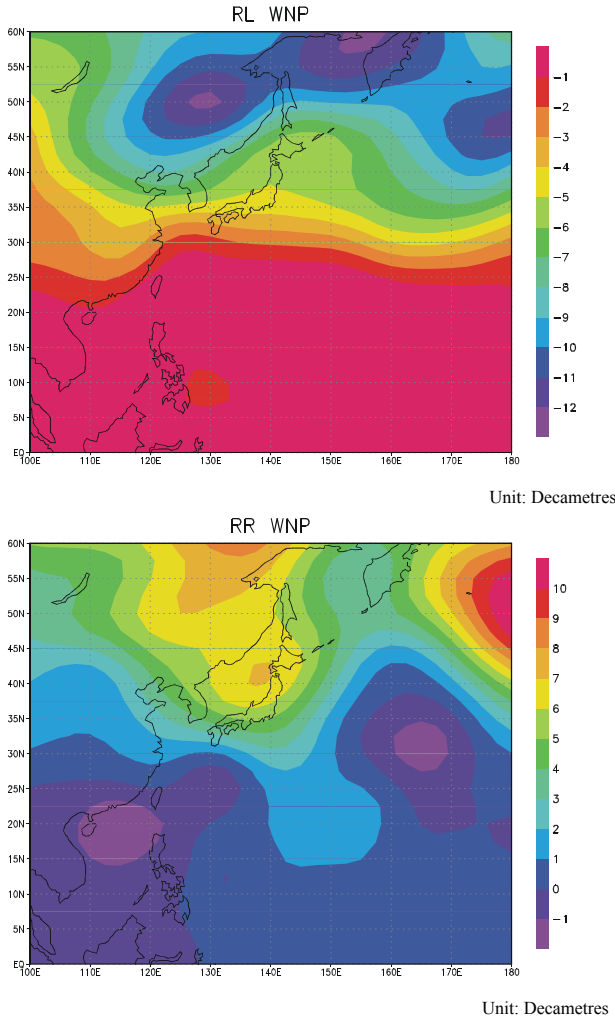 RL WNP
60N
55N
50N
45N
40N
35N
30N
25N
20N
15N
10N
5N
EQ
100E 110E 120E 130E 140E 150E 160E 170E 180
−1
−2
−3
−4
−5
−6
−7
−8
−9
−10
−11
−12
Unit: Decametres
RR WNP
60N
55N
50N
45N
40N
35N
30N
25N
20N
15N
10N
5N
EQ
100E 110E 120E 130E 140E 150E 160E 170E 180
10
9
8
7
6
5
4
3
2
1
0
−1
Unit: Decametres